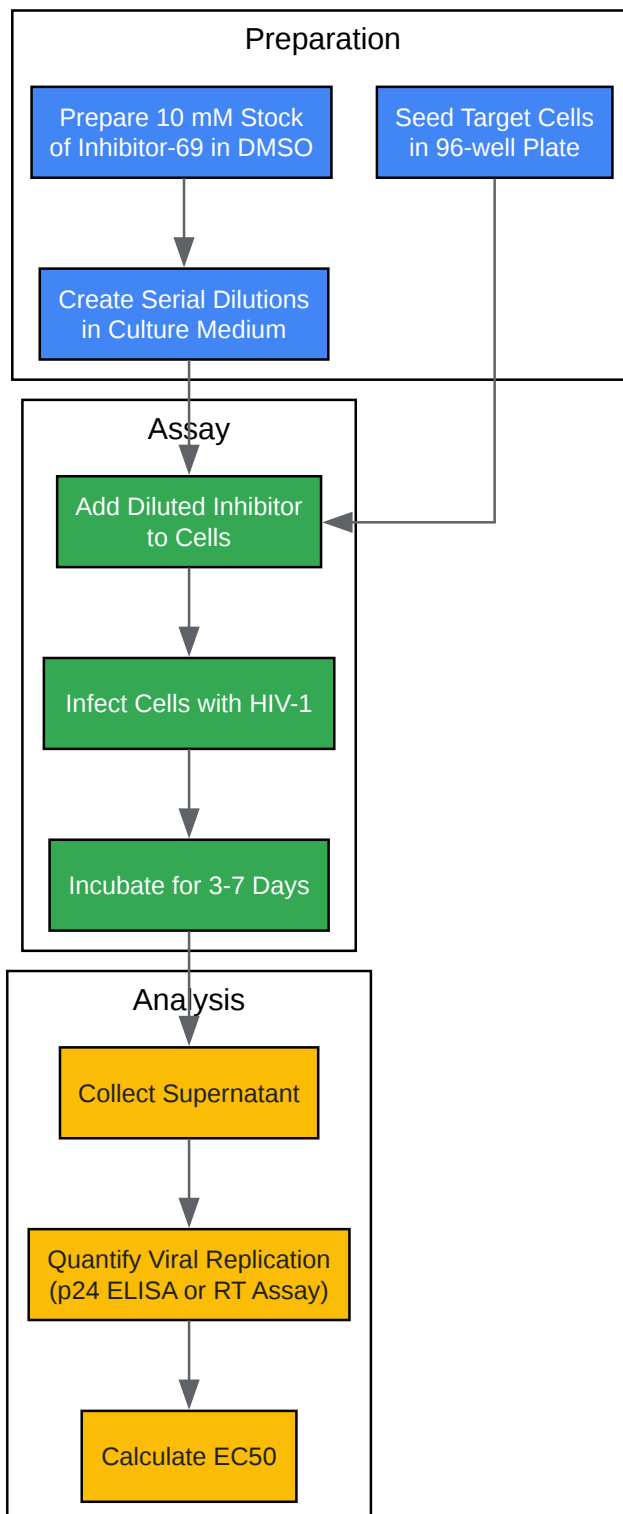 Preparation
Prepare 10 mM Stock
of Inhibitor-69 in DMSO
Seed Target Cells
in 96-well Plate
Create Serial Dilutions
in Culture Medium
Assay
Add Diluted Inhibitor
to Cells
Infect Cells with HIV-1
Incubate for 3-7 Days
Analysis
Collect Supernatant
Quantify Viral Replication
(p24 ELISA or RT Assay)
Calculate EC50